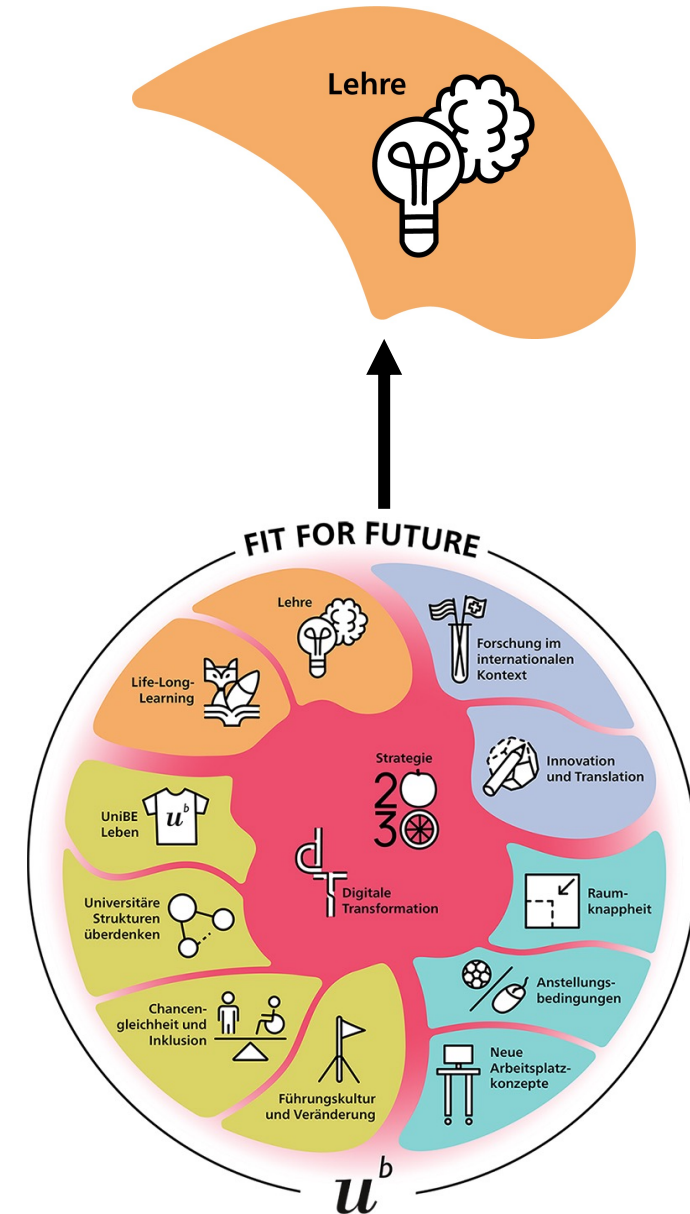 Lehre
FIT FOR FUTURE
Lehre
Life-Long-
Learning
Forschung im
internationalen
Kontext
Innovation
und Translation
Strategie
2
3
Digitale
Transformation
dT
UniBE
Leben
u^b
Universitäre
Strukturen
überdenken
Raum-
knappheit
Anstellungs-
bedingungen
Chancen-
gleichheit und
Inklusion
Neue
Arbeitsplatz-
konzepte
Führungskultur
und Veränderung
u^b